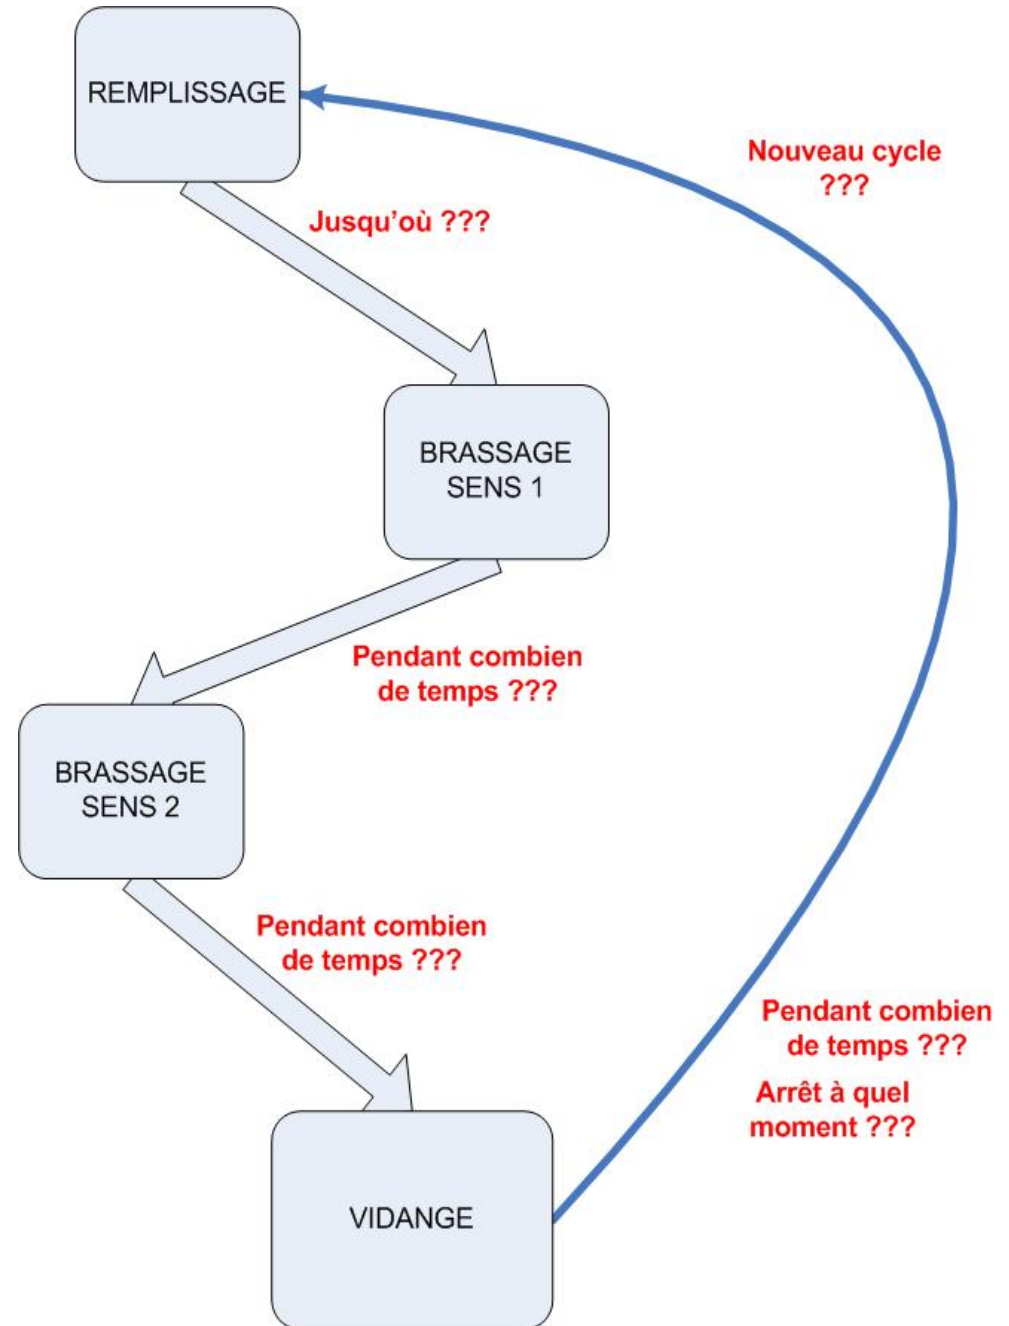 REMPLISSAGE
Nouveau cycle
???
Jusqu'où ???
BRASSAGE
SENS 1
Pendant combien
de temps ???
BRASSAGE
SENS 2
Pendant combien
de temps ???
Pendant combien
de temps ???
Arrêt à quel
moment ???
VIDANGE